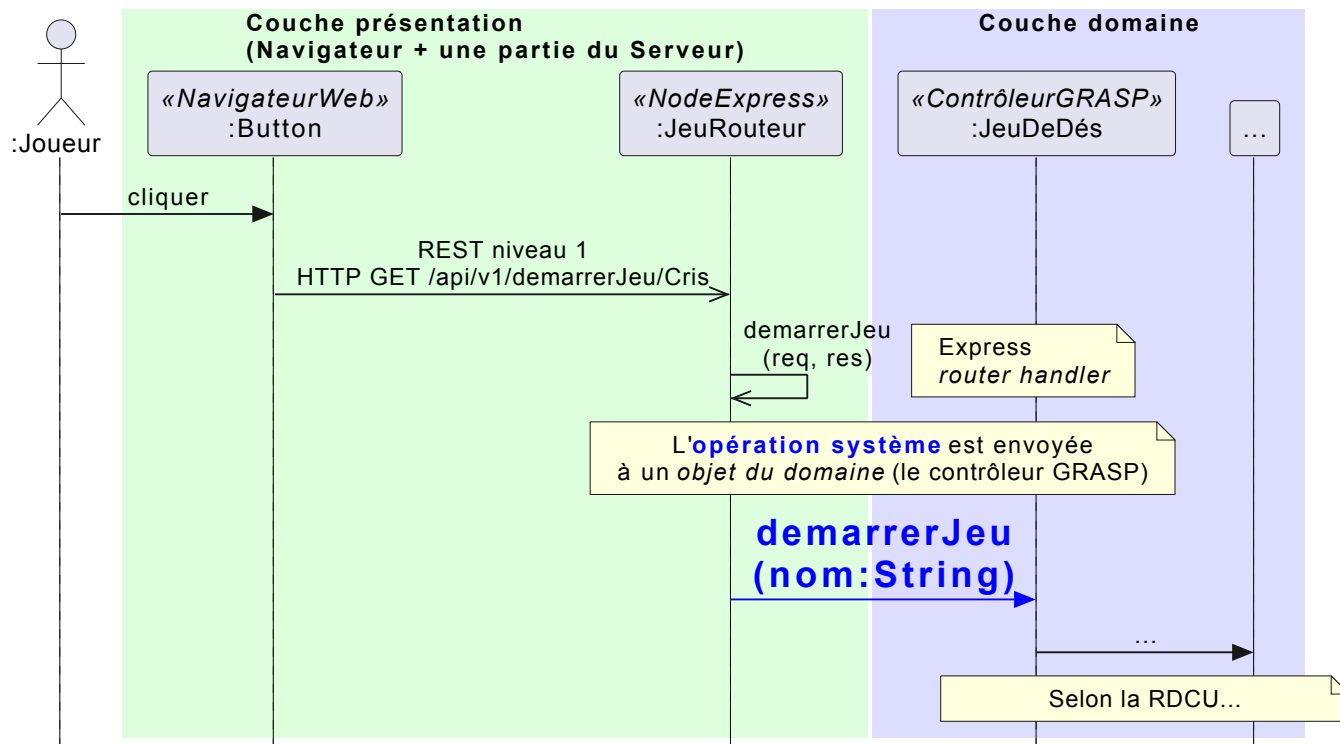 Couche présentation
(Navigateur + une partie du Serveur)
Couche domaine
:Joueur
«NavigateurWeb»
:Button
«NodeExpress»
:JeuRouteur
«ContrôleurGRASP»
:JeuDeDés
...
cliquer
REST niveau 1
HTTP GET /api/v1/demarrerJeu/Cris
demarrerJeu
(req, res)
Express
router handler
L'opération système est envoyée
à un objet du domaine (le contrôleur GRASP)
demarrerJeu
(nom:String)
...
Selon la RDCU...